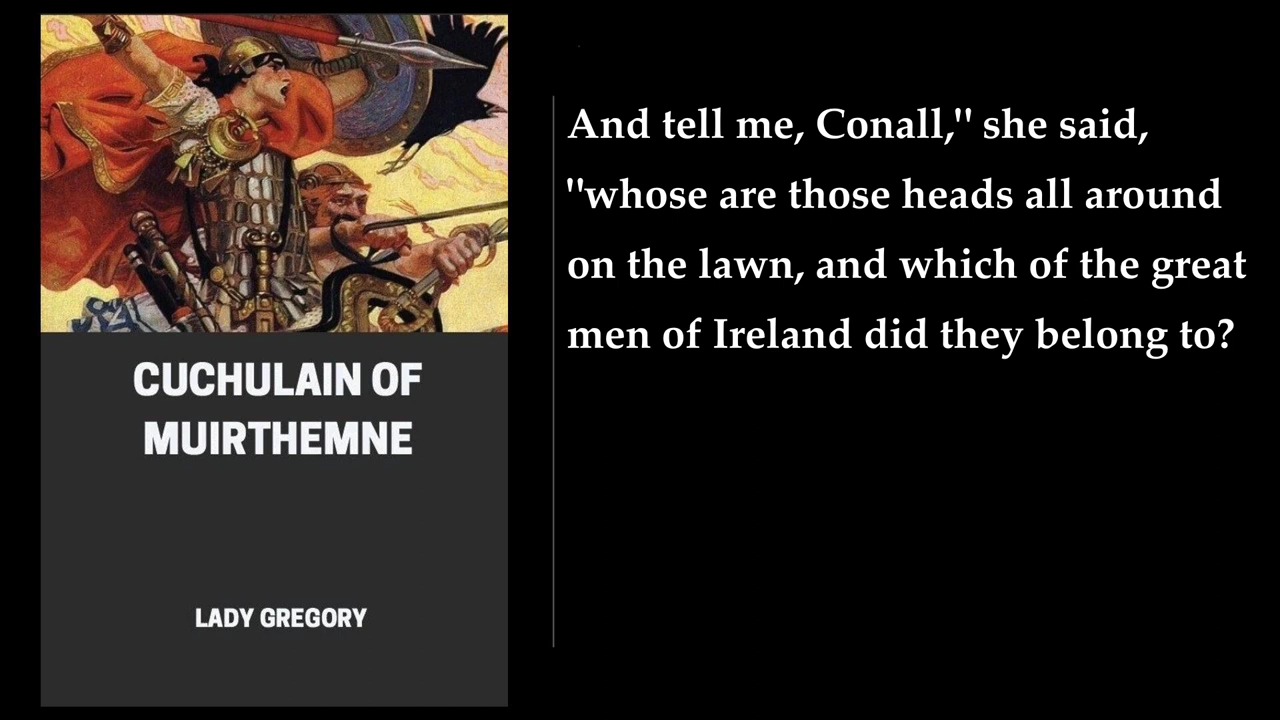 CUCHULAIN OF
MUIRTHEMNE
LADY GREGORY
And tell me, Conall," she said,
"whose are those heads all around
on the lawn, and which of the great
men of Ireland did they belong to?